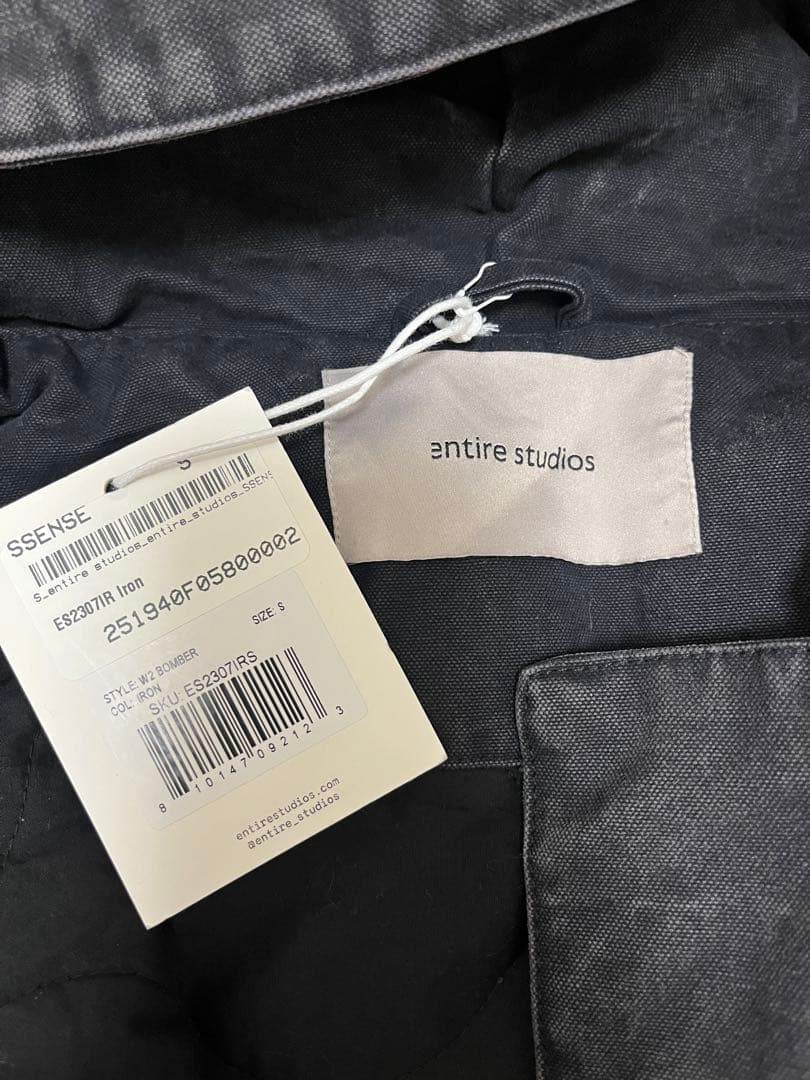 entire studios
S
SSENSE
S_entire studios_entire_studios_SSENS
ES2307IR Iron
251940F05800002
SIZE: S
STYLE: W2 BOMBER
COL: IRON
SKU: ES2307IRS
8 10147 09212 3
entirestudios.com
@entire_studios